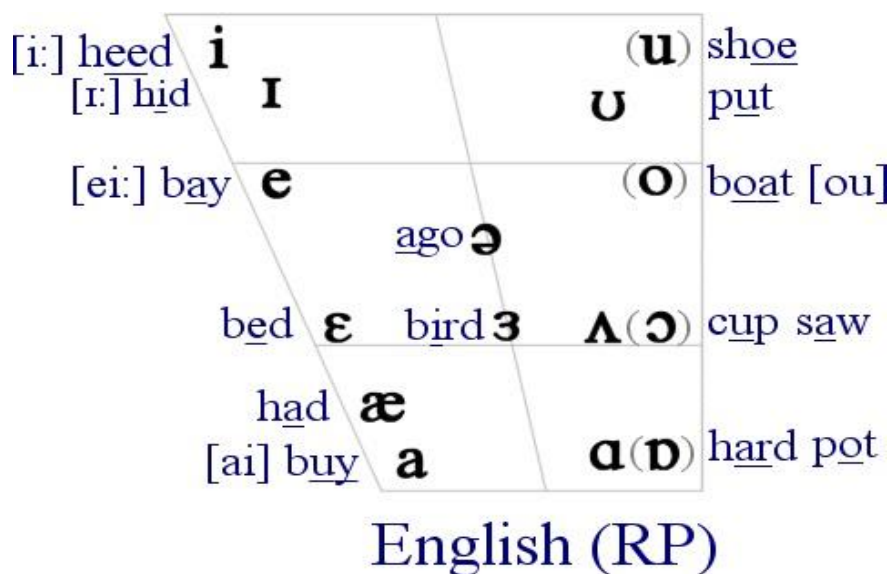 [i:] heed i (u) shoe
[ɪ:] hid ɪ ʊ put
[ei:] bay e (o) boat [ou]
ago ə
bed ɛ bird ɜ ʌ (ɔ) cup saw
had æ
[ai] buy a ɑ (ɒ) hard pot
English (RP)